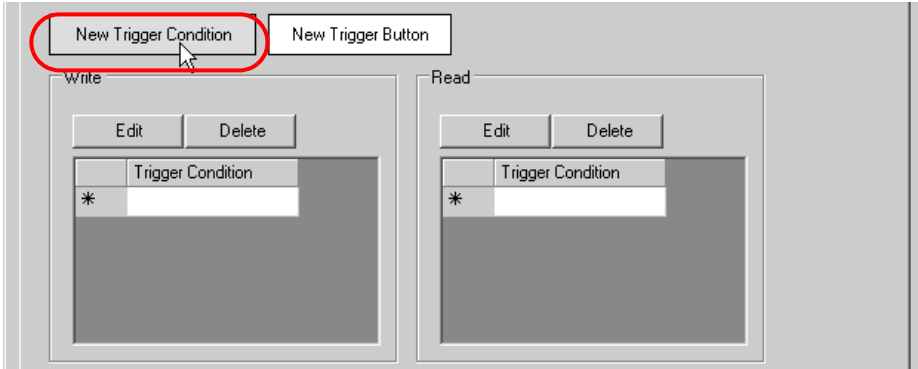 New Trigger Condition New Trigger Button
Write Read
Edit Delete Edit Delete
Trigger Condition Trigger Condition
* *